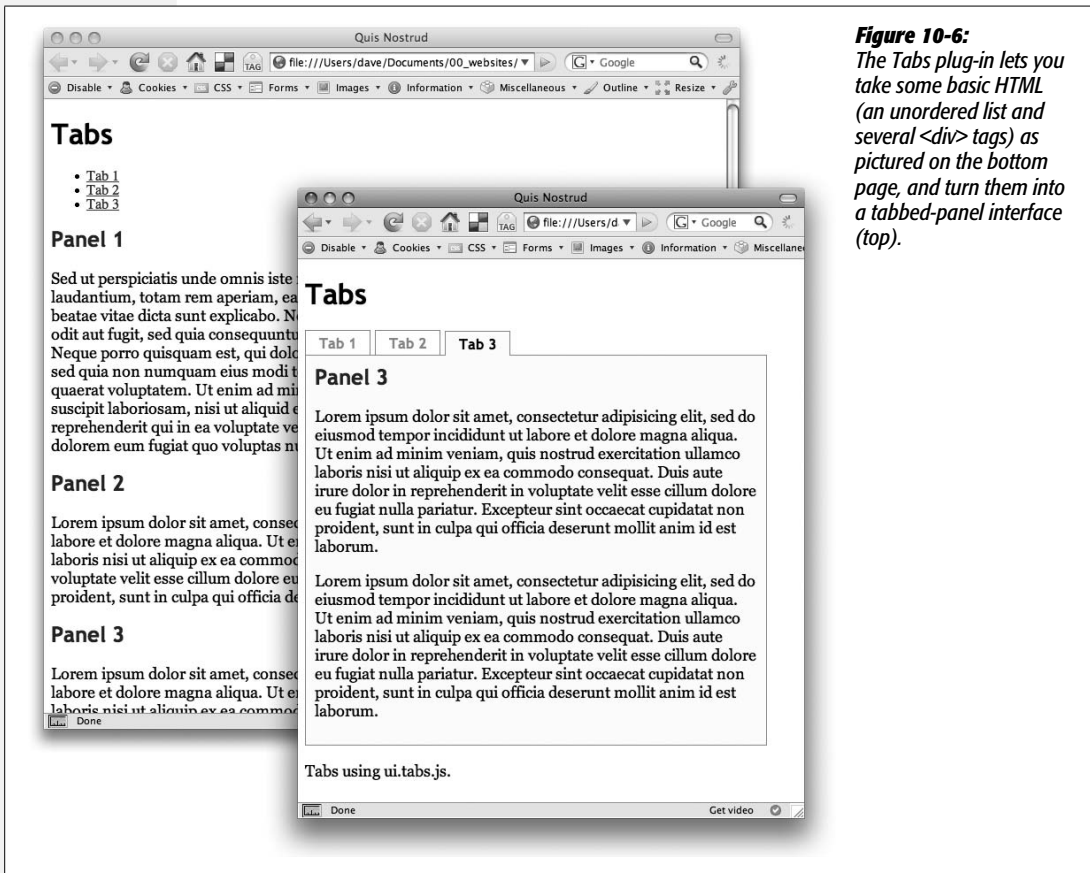 Quis Nostrud
TAG
file:///Users/dave/Documents/00_websites/
G
Google
Disable
Cookies
CSS
Forms
Images
Information
Miscellaneous
Outline
Resize
Tabs
• Tab 1
• Tab 2
• Tab 3
Panel 1
Sed ut perspiciatis unde omnis iste
laudantium, totam rem aperiam, ea
beatae vitae dicta sunt explicabo.
odit aut fugit, sed quia consequuntu
Neque porro quisquam est, qui dolo
sed quia non numquam eius modi t
quaerat voluptatem. Ut enim ad mi
suscipit laboriosam, nisi ut aliquid e
reprehenderit qui in ea voluptate ve
dolorem eum fugiat quo voluptas nu
Panel 2
Lorem ipsum dolor sit amet, consec
labore et dolore magna aliqua. Ut e
laboris nisi ut aliquip ex ea commod
voluptate velit esse cillum dolore eu
proident, sunt in culpa qui officia de
Panel 3
Lorem ipsum dolor sit amet, consec
labore et dolore magna aliqua. Ut e
laboris nisi ut aliquip ex ea commod
Done
Quis Nostrud
TAG
file:///Users/d
G
Google
Disable
Cookies
CSS
Forms
Images
Information
Miscellane
Tabs
Tab 1
Tab 2
Tab 3
Panel 3
Lorem ipsum dolor sit amet, consectetur adipisicing elit, sed do
eiusmod tempor incididunt ut labore et dolore magna aliqua.
Ut enim ad minim veniam, quis nostrud exercitation ullamco
laboris nisi ut aliquip ex ea commodo consequat. Duis aute
irure dolor in reprehenderit in voluptate velit esse cillum dolore
eu fugiat nulla pariatur. Excepteur sint occaecat cupidatat non
proident, sunt in culpa qui officia deserunt mollit anim id est
laborum.
Lorem ipsum dolor sit amet, consectetur adipisicing elit, sed do
eiusmod tempor incididunt ut labore et dolore magna aliqua.
Ut enim ad minim veniam, quis nostrud exercitation ullamco
laboris nisi ut aliquip ex ea commodo consequat. Duis aute
irure dolor in reprehenderit in voluptate velit esse cillum dolore
eu fugiat nulla pariatur. Excepteur sint occaecat cupidatat non
proident, sunt in culpa qui officia deserunt mollit anim id est
laborum.
Tabs using ui.tabs.js.
Done
Get video
Figure 10-6:
The Tabs plug-in lets you
take some basic HTML
(an unordered list and
several <div> tags) as
pictured on the bottom
page, and turn them into
a tabbed-panel interface
(top).